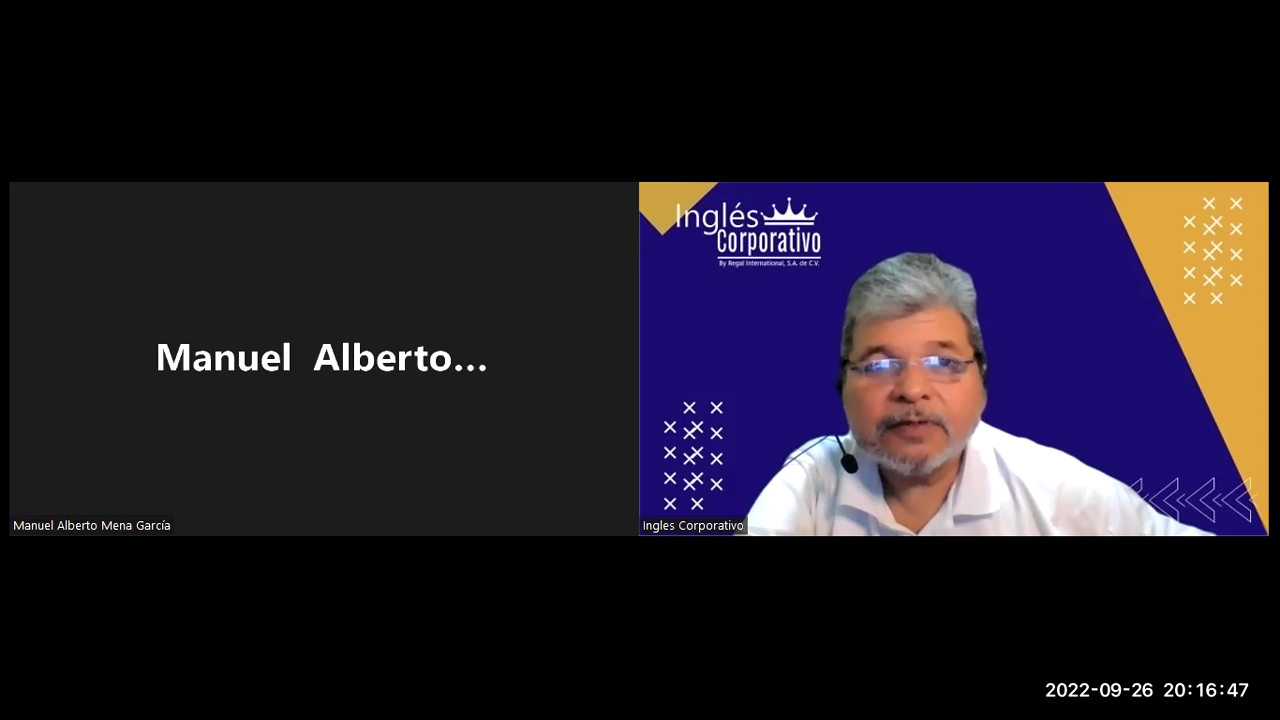 Manuel Alberto...
Manuel Alberto Mena García
Inglés
Corporativo
By Regal International, S.A. de C.V.
Ingles Corporativo
2022-09-26 20:16:47